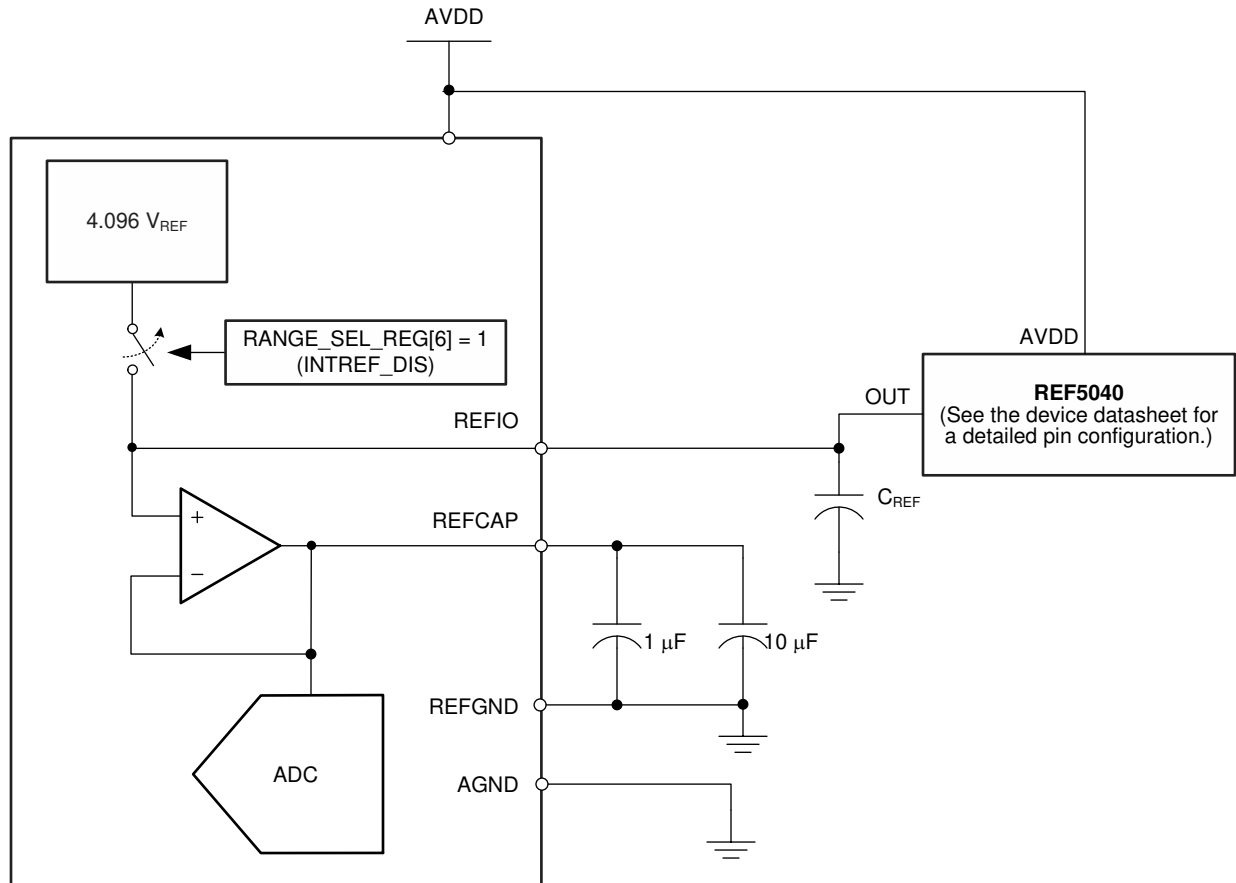 AVDD
4.096 VREF
RANGE_SEL_REG[6] = 1
(INTREF_DIS)
AVDD
OUT
REF5040
(See the device datasheet for
a detailed pin configuration.)
REFIO
CREF
+
REFCAP
−
1 μF
10 μF
REFGND
ADC
AGND